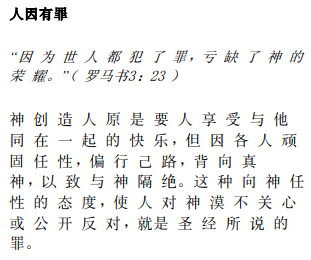 人因有罪
“因为世人都犯了罪，亏缺了神的
荣耀。”（罗马书3：23）
神创造人原是要人享受与他
同在一起的快乐，但因各人顽
固任性，偏行己路，背向真
神，以致与神隔绝。这种向神任
性的态度，使人对神漠不关心
或公开反对，就是圣经所说的
罪。